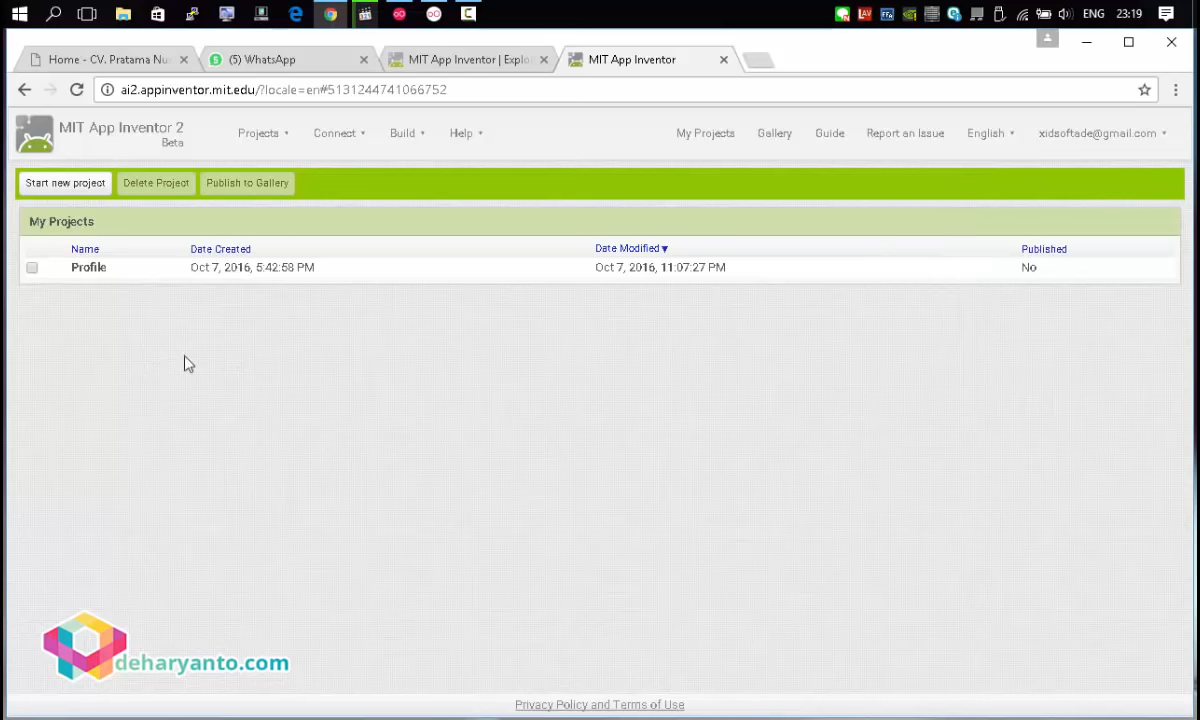 ENG 23:19
Home - CV. Pratama Nu
(5) WhatsApp
MIT App Inventor | Explo
MIT App Inventor
ai2.appinventor.mit.edu/?locale=en#5131244741066752
MIT App Inventor 2
Beta
Projects
Connect
Build
Help
My Projects
Gallery
Guide
Report an Issue
English
xidsoftade@gmail.com
Start new project
Delete Project
Publish to Gallery
My Projects
Name Date Created Date Modified▼ Published
Profile Oct 7, 2016, 5:42:58 PM Oct 7, 2016, 11:07:27 PM No
deharyanto.com
Privacy Policy and Terms of Use